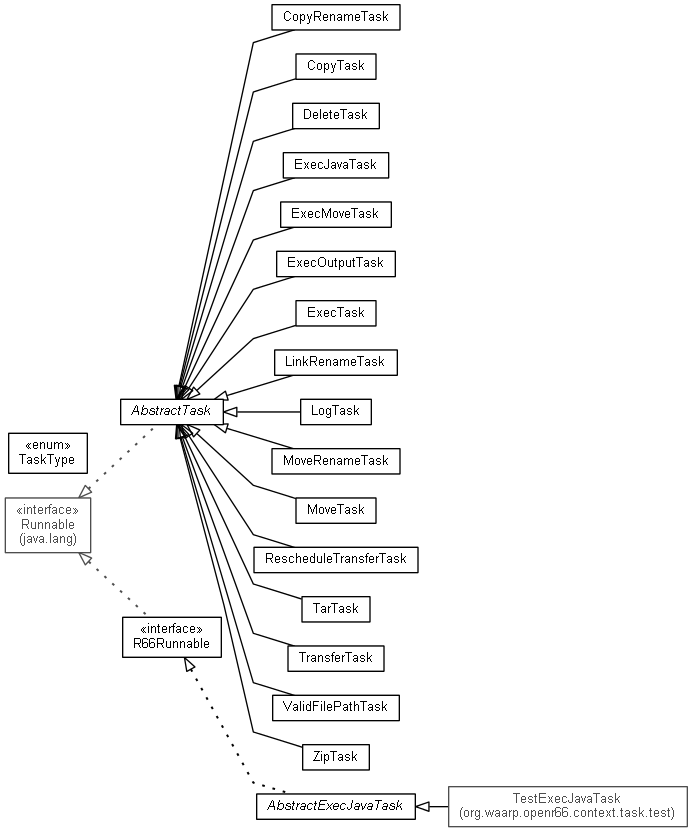 CopyRenameTask
CopyTask
DeleteTask
ExecJavaTask
ExecMoveTask
ExecOutputTask
ExecTask
LinkRenameTask
AbstractTask
LogTask
«enum»
TaskType
MoveRenameTask
«interface»
Runnable
(java.lang)
MoveTask
RescheduleTransferTask
TarTask
«interface»
R66Runnable
TransferTask
ValidFilePathTask
ZipTask
AbstractExecJavaTask
TestExecJavaTask
(org.waarp.openr66.context.task.test)